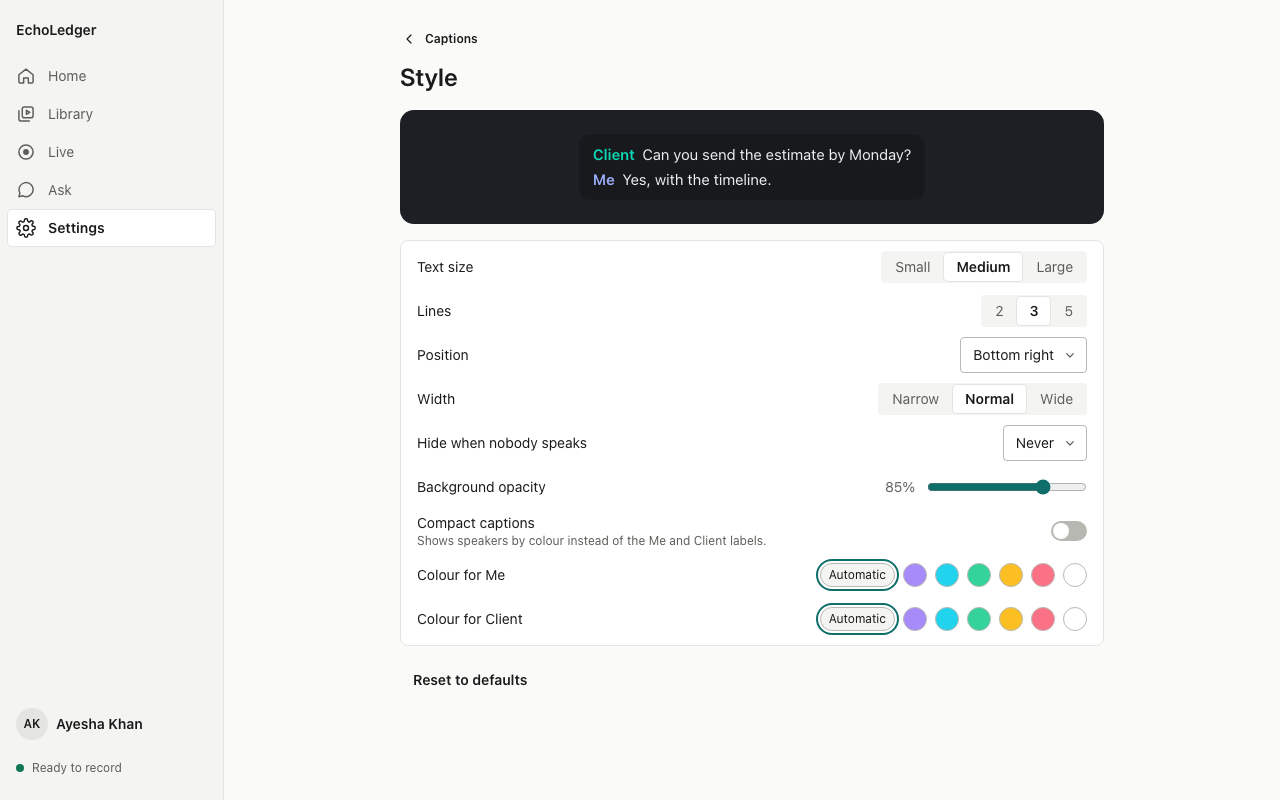 EchoLedger
Home
Library
Live
Ask
Settings
AK Ayesha Khan
Ready to record
Captions
Style
Client Can you send the estimate by Monday?
Me Yes, with the timeline.
Text size Small Medium Large
Lines 2 3 5
Position Bottom right
Width Narrow Normal Wide
Hide when nobody speaks Never
Background opacity 85%
Compact captions
Shows speakers by colour instead of the Me and Client labels.
Colour for Me Automatic
Colour for Client Automatic
Reset to defaults